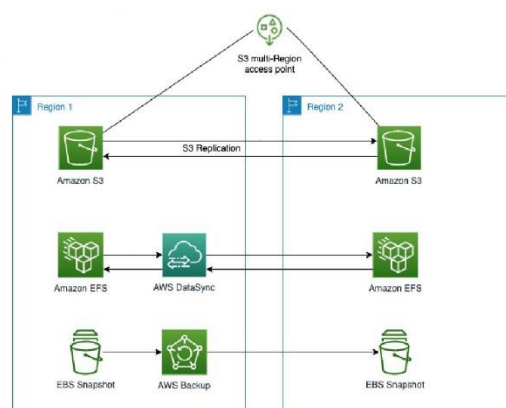 S3 multi-Region
access point
Region 1
Region 2
S3 Replication
Amazon S3
Amazon S3
Amazon EFS
AWS DataSync
Amazon EFS
EBS Snapshot
AWS Backup
EBS Snapshot